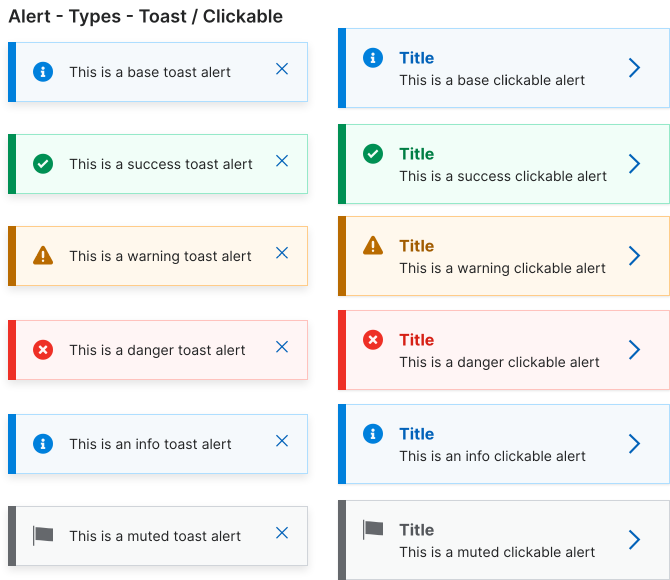 Alert - Types - Toast / Clickable
This is a base toast alert
Title
This is a base clickable alert
This is a success toast alert
Title
This is a success clickable alert
This is a warning toast alert
Title
This is a warning clickable alert
This is a danger toast alert
Title
This is a danger clickable alert
This is an info toast alert
Title
This is an info clickable alert
This is a muted toast alert
Title
This is a muted clickable alert